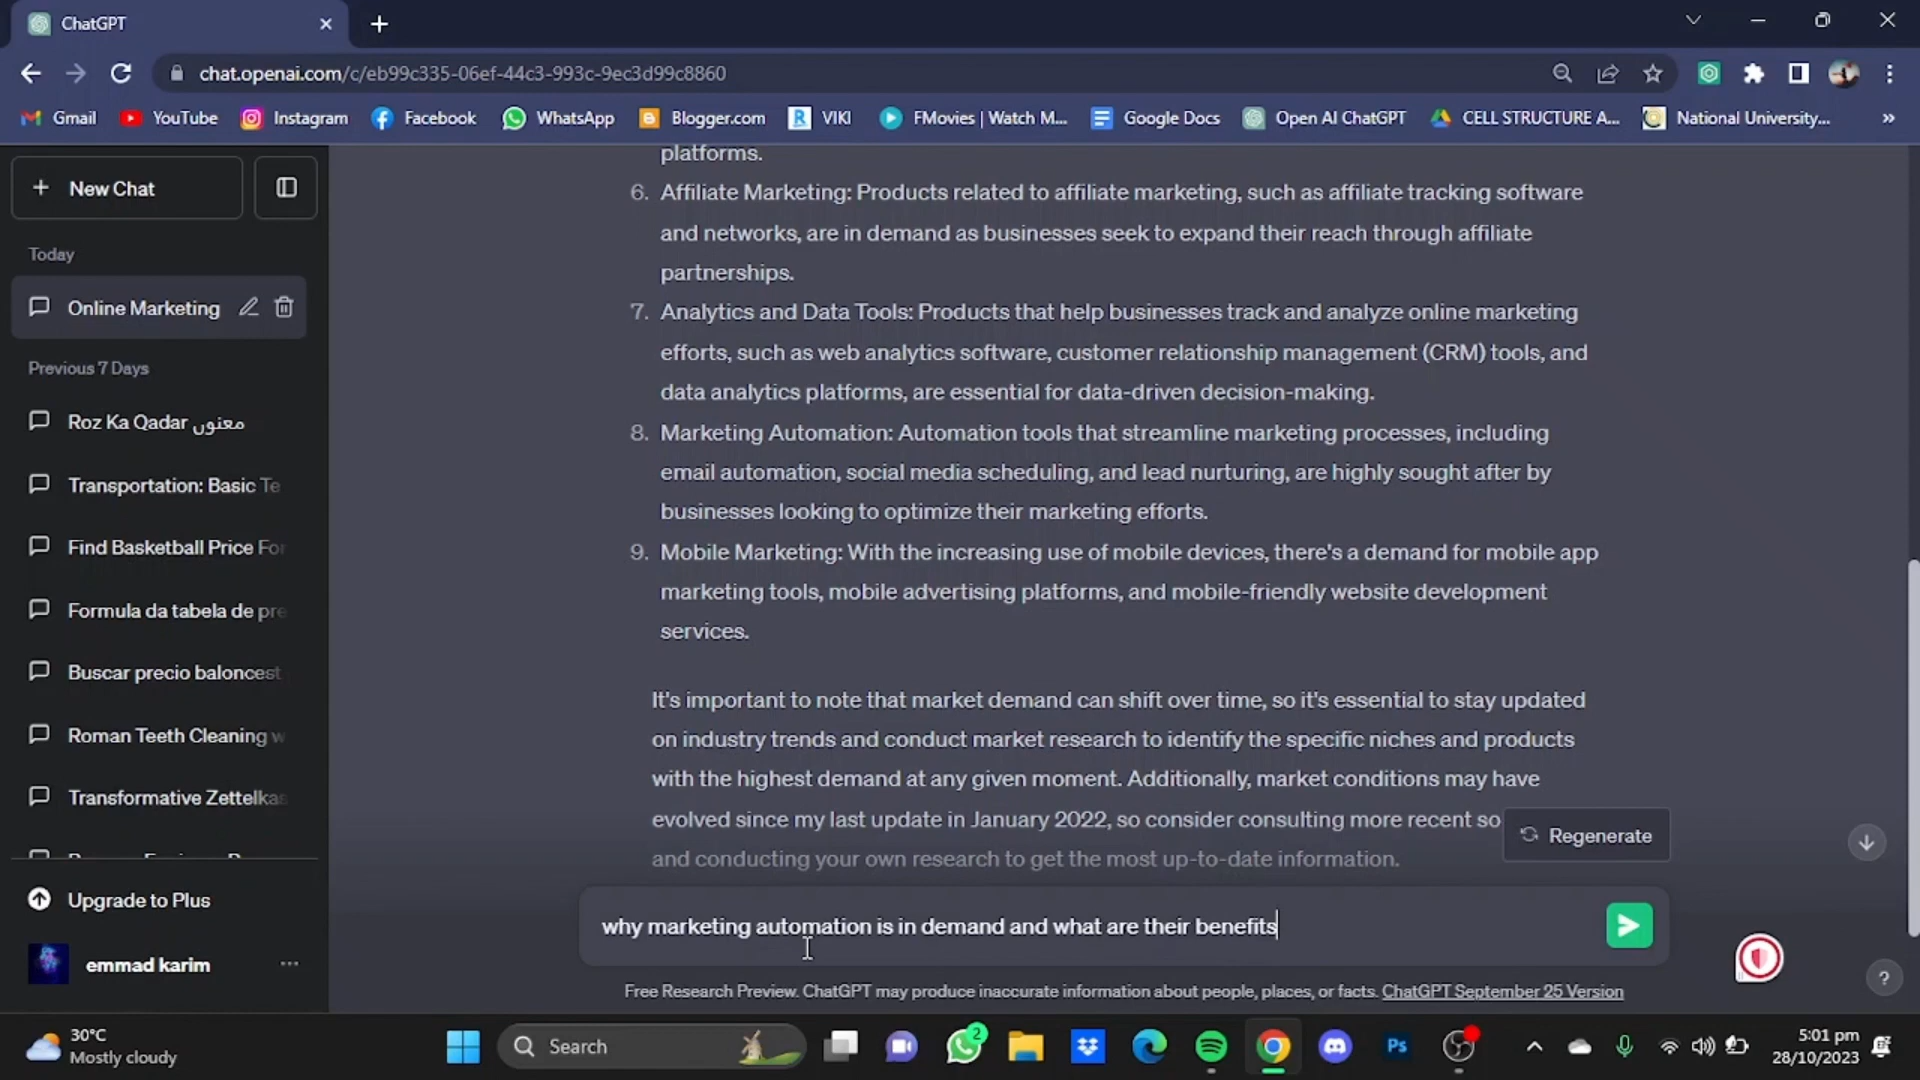 ChatGPT
chat.openai.com/c/eb99c335-06ef-44c3-993c-9ec3d99c8860
Gmail YouTube Instagram Facebook WhatsApp Blogger.com VIKI FMovies | Watch M... Google Docs Open AI ChatGPT CELL STRUCTURE A... National University... »
New Chat
Today
Online Marketing
Previous 7 Days
Roz Ka Qadar معنوں
Transportation: Basic Te
Find Basketball Price For
Formula da tabela de pre
Buscar precio baloncest
Roman Teeth Cleaning w
Transformative Zettelkas
Upgrade to Plus
emmad karim
platforms.
6. Affiliate Marketing: Products related to affiliate marketing, such as affiliate tracking software
and networks, are in demand as businesses seek to expand their reach through affiliate
partnerships.
7. Analytics and Data Tools: Products that help businesses track and analyze online marketing
efforts, such as web analytics software, customer relationship management (CRM) tools, and
data analytics platforms, are essential for data-driven decision-making.
8. Marketing Automation: Automation tools that streamline marketing processes, including
email automation, social media scheduling, and lead nurturing, are highly sought after by
businesses looking to optimize their marketing efforts.
9. Mobile Marketing: With the increasing use of mobile devices, there's a demand for mobile app
marketing tools, mobile advertising platforms, and mobile-friendly website development
services.
It's important to note that market demand can shift over time, so it's essential to stay updated
on industry trends and conduct market research to identify the specific niches and products
with the highest demand at any given moment. Additionally, market conditions may have
evolved since my last update in January 2022, so consider consulting more recent so
and conducting your own research to get the most up-to-date information.
Regenerate
why marketing automation is in demand and what are their benefits
Free Research Preview. ChatGPT may produce inaccurate information about people, places, or facts. ChatGPT September 25 Version
?
30°C
Mostly cloudy
Search
2
Ps
5:01 pm
28/10/2023